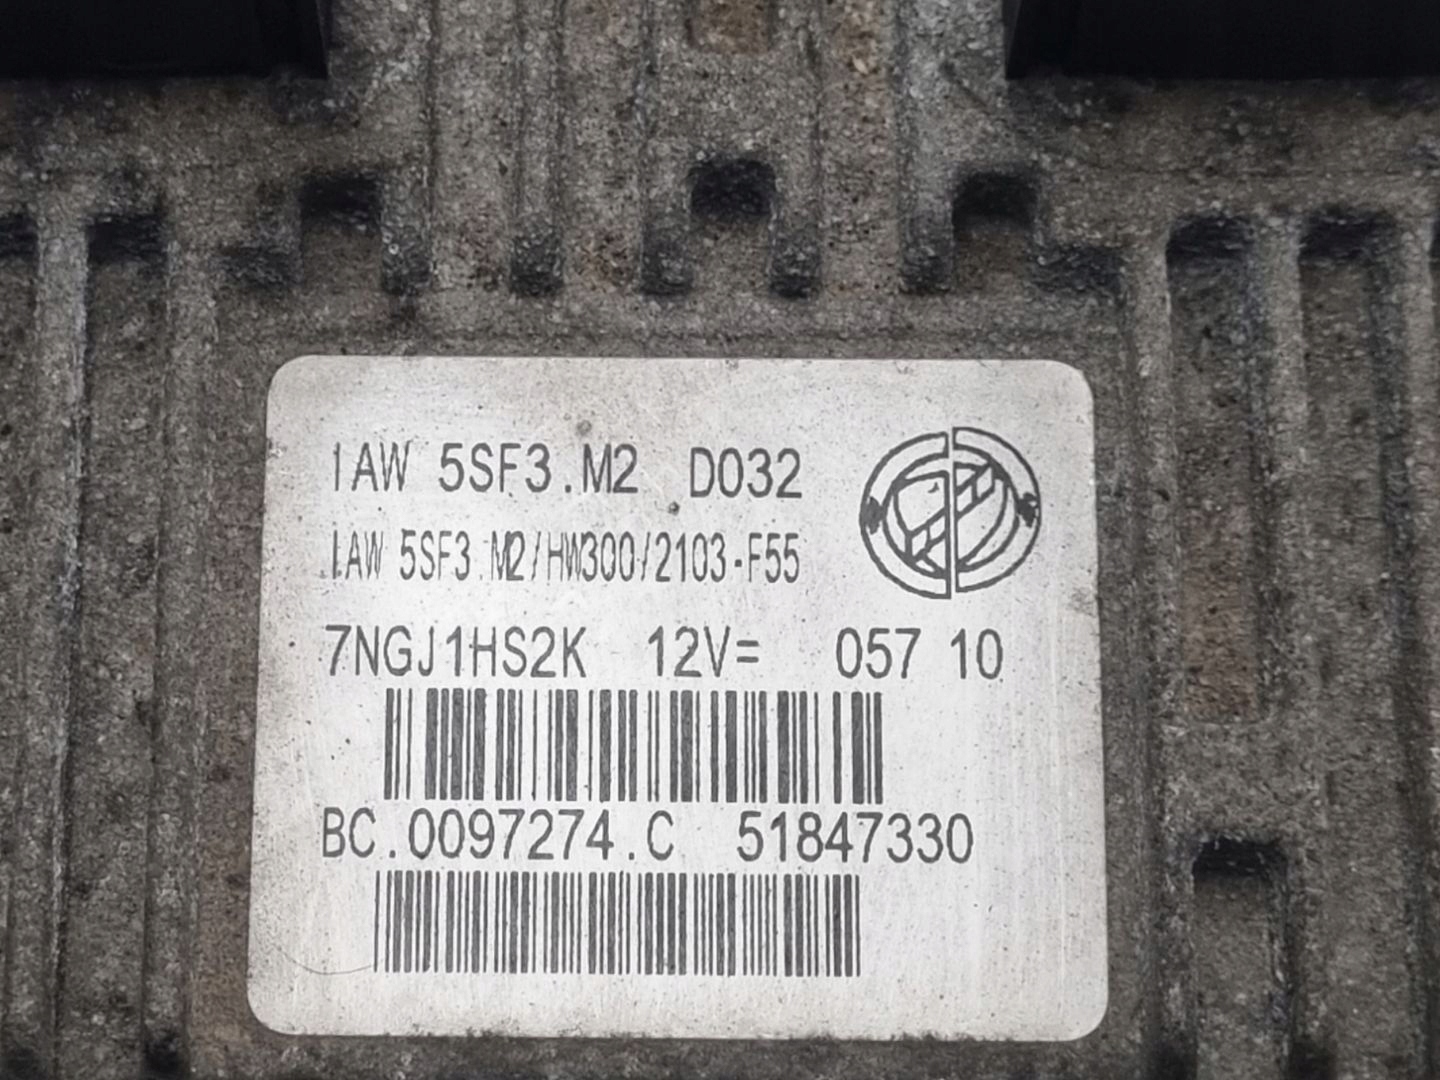 IAW 5SF3.M2 D032
IAW 5SF3.M2/HW300/2103-F55
7NGJ1HS2K 12V= 057 10
BC.0097274.C 51847330